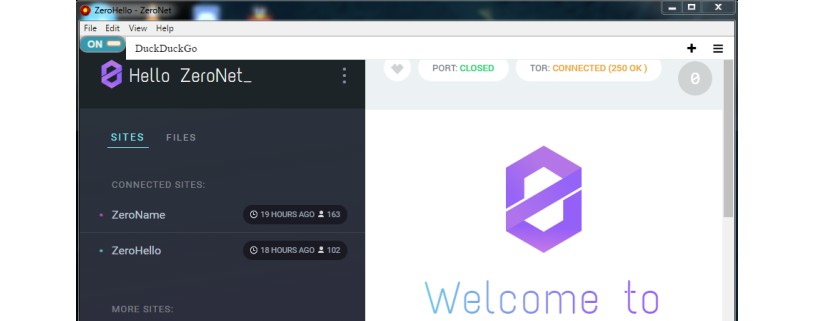 ZeroHello - ZeroNet
File Edit View Help
ON DuckDuckGo
Hello ZeroNet_
PORT: CLOSED TOR: CONNECTED (250 OK )
0
SITES FILES
CONNECTED SITES:
ZeroName 19 HOURS AGO 163
ZeroHello 18 HOURS AGO 102
MORE SITES:
Welcome to